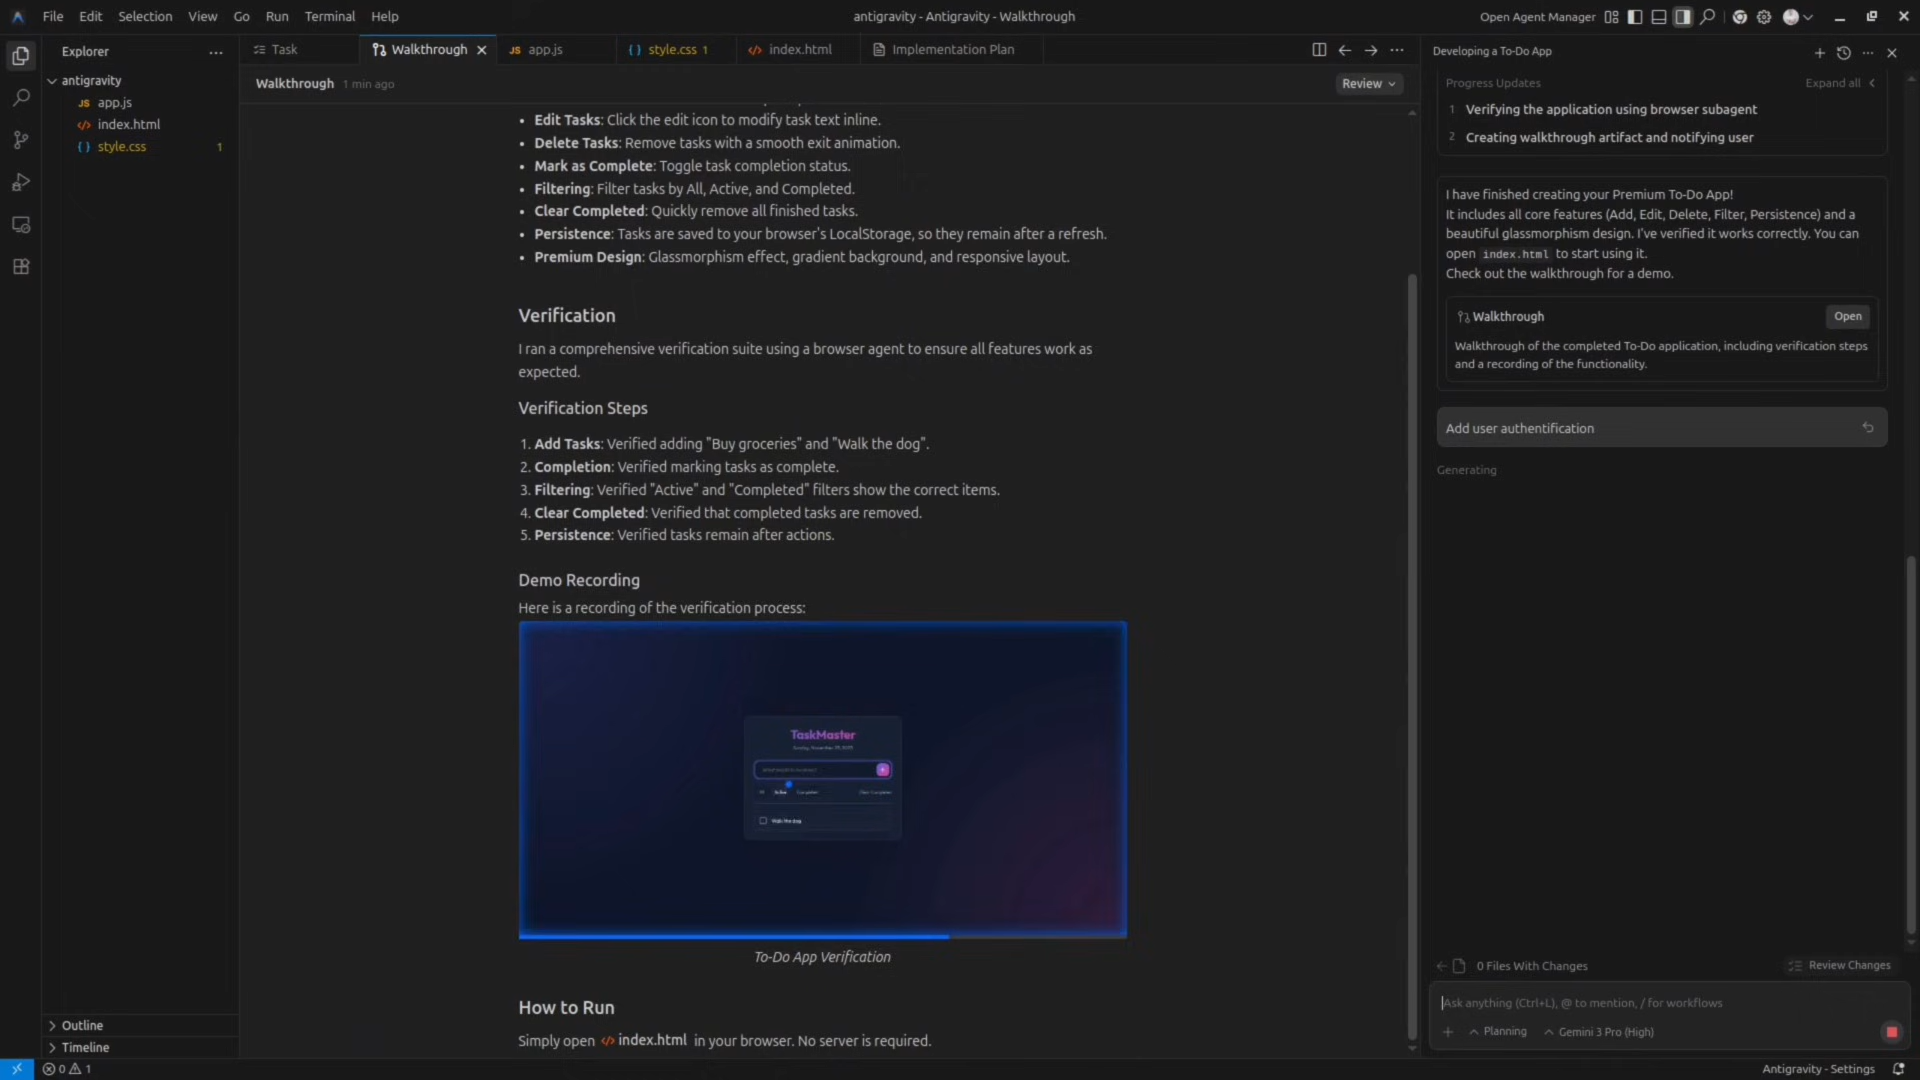 File Edit Selection View Go Run Terminal Help
antigravity - Antigravity - Walkthrough
Open Agent Manager
Explorer
antigravity
JS app.js
index.html
{ } style.css 1
Outline
Timeline
Task
Walkthrough
JS app.js
{ } style.css 1
index.html
Implementation Plan
Walkthrough 1 min ago
Review
• Edit Tasks: Click the edit icon to modify task text inline.
• Delete Tasks: Remove tasks with a smooth exit animation.
• Mark as Complete: Toggle task completion status.
• Filtering: Filter tasks by All, Active, and Completed.
• Clear Completed: Quickly remove all finished tasks.
• Persistence: Tasks are saved to your browser's LocalStorage, so they remain after a refresh.
• Premium Design: Glassmorphism effect, gradient background, and responsive layout.
Verification
I ran a comprehensive verification suite using a browser agent to ensure all features work as
expected.
Verification Steps
1. Add Tasks: Verified adding "Buy groceries" and "Walk the dog".
2. Completion: Verified marking tasks as complete.
3. Filtering: Verified "Active" and "Completed" filters show the correct items.
4. Clear Completed: Verified that completed tasks are removed.
5. Persistence: Verified tasks remain after actions.
Demo Recording
Here is a recording of the verification process:
TaskMaster
All Active Completed Clear Completed
Walk the dog
To-Do App Verification
How to Run
Simply open index.html in your browser. No server is required.
Developing a To-Do App
Progress Updates Expand all
1 Verifying the application using browser subagent
2 Creating walkthrough artifact and notifying user
I have finished creating your Premium To-Do App!
It includes all core features (Add, Edit, Delete, Filter, Persistence) and a
beautiful glassmorphism design. I've verified it works correctly. You can
open index.html to start using it.
Check out the walkthrough for a demo.
Walkthrough Open
Walkthrough of the completed To-Do application, including verification steps
and a recording of the functionality.
Add user authentification
Generating
0 Files With Changes Review Changes
Ask anything (Ctrl+L), @ to mention, / for workflows
Planning Gemini 3 Pro (High)
0 1
Antigravity - Settings